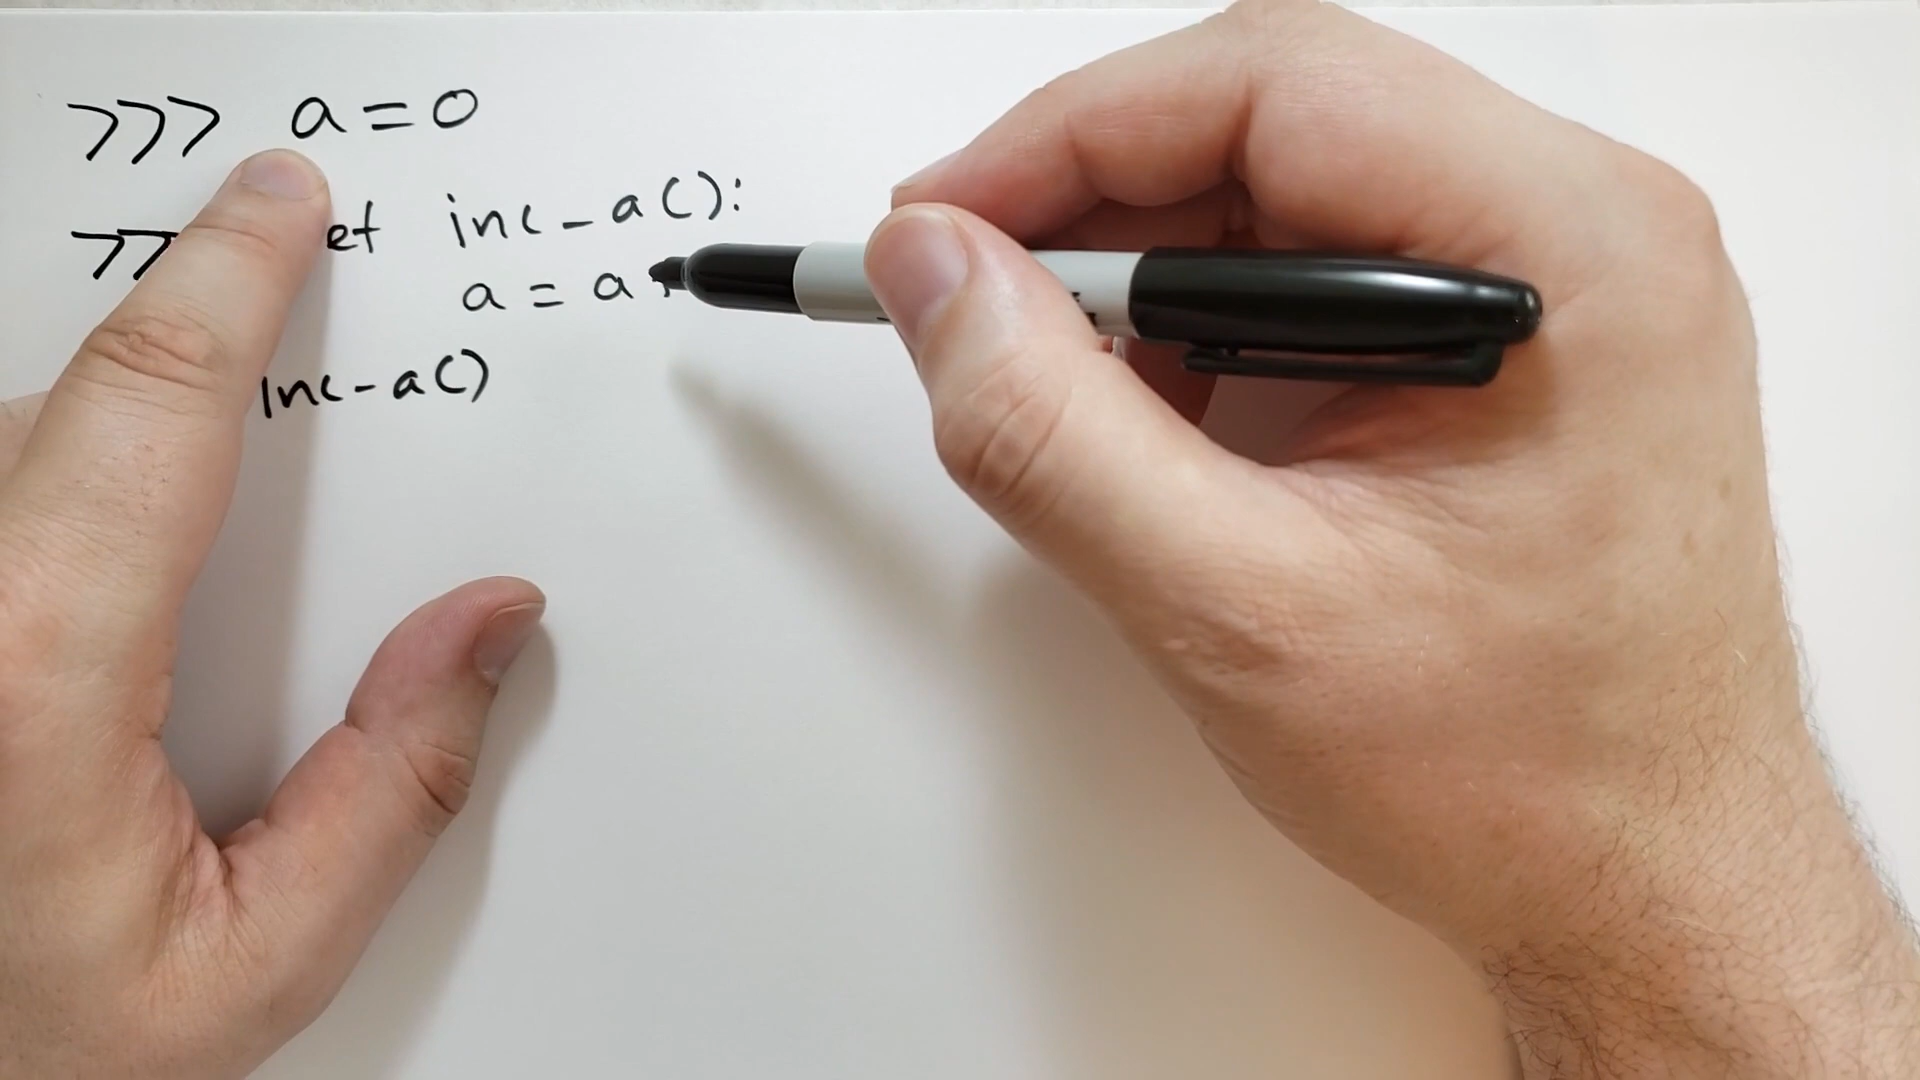 >>> a = 0
>> ef inc_a():
a = a
inc-a()